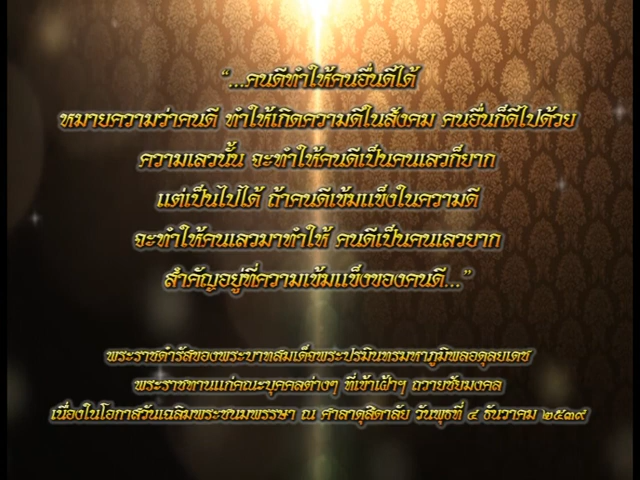 “...คนดีทำให้คนอื่นดีได้
หมายความว่าคนดี ทำให้เกิดความดีในสังคม คนอื่นก็ดีไปด้วย
ความเลวนั้น จะทำให้คนดีเป็นคนเลวก็ยาก
แต่เป็นไปได้ ถ้าคนดีเข้มแข็งในความดี
จะทำให้คนเลวมาทำให้ คนดีเป็นคนเลวยาก
สำคัญอยู่ที่ความเข้มแข็งของคนดี...”
พระราชดำรัสของพระบาทสมเด็จพระปรมินทรมหาภูมิพลอดุลยเดช
พระราชทานแก่คณะบุคคลต่างๆ ที่เข้าเฝ้าฯ ถวายชัยมงคล
เนื่องในโอกาสวันเฉลิมพระชนมพรรษา ณ ศาลาดุสิดาลัย วันพุธที่ ๔ ธันวาคม ๒๕๓๙